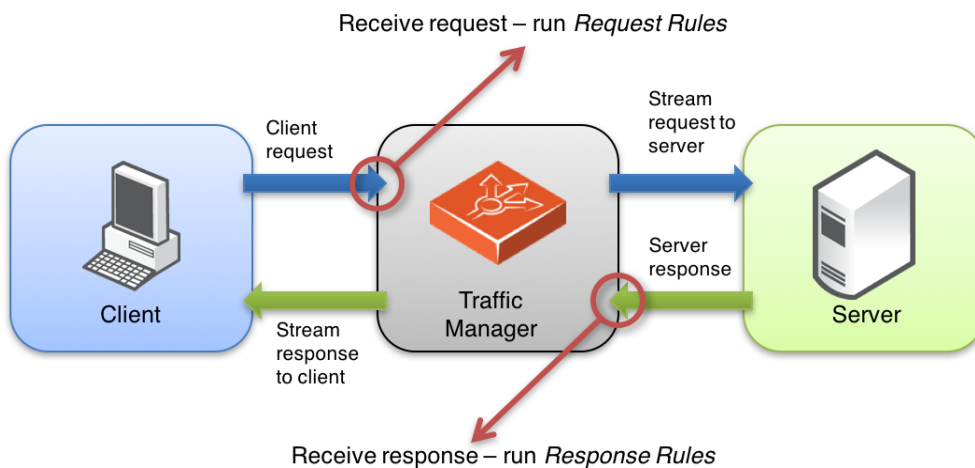 Receive request – run Request Rules
Client
request
Stream
request to
server
Client
Traffic
Manager
Server
response
Server
Stream
response
to client
Receive response – run Response Rules